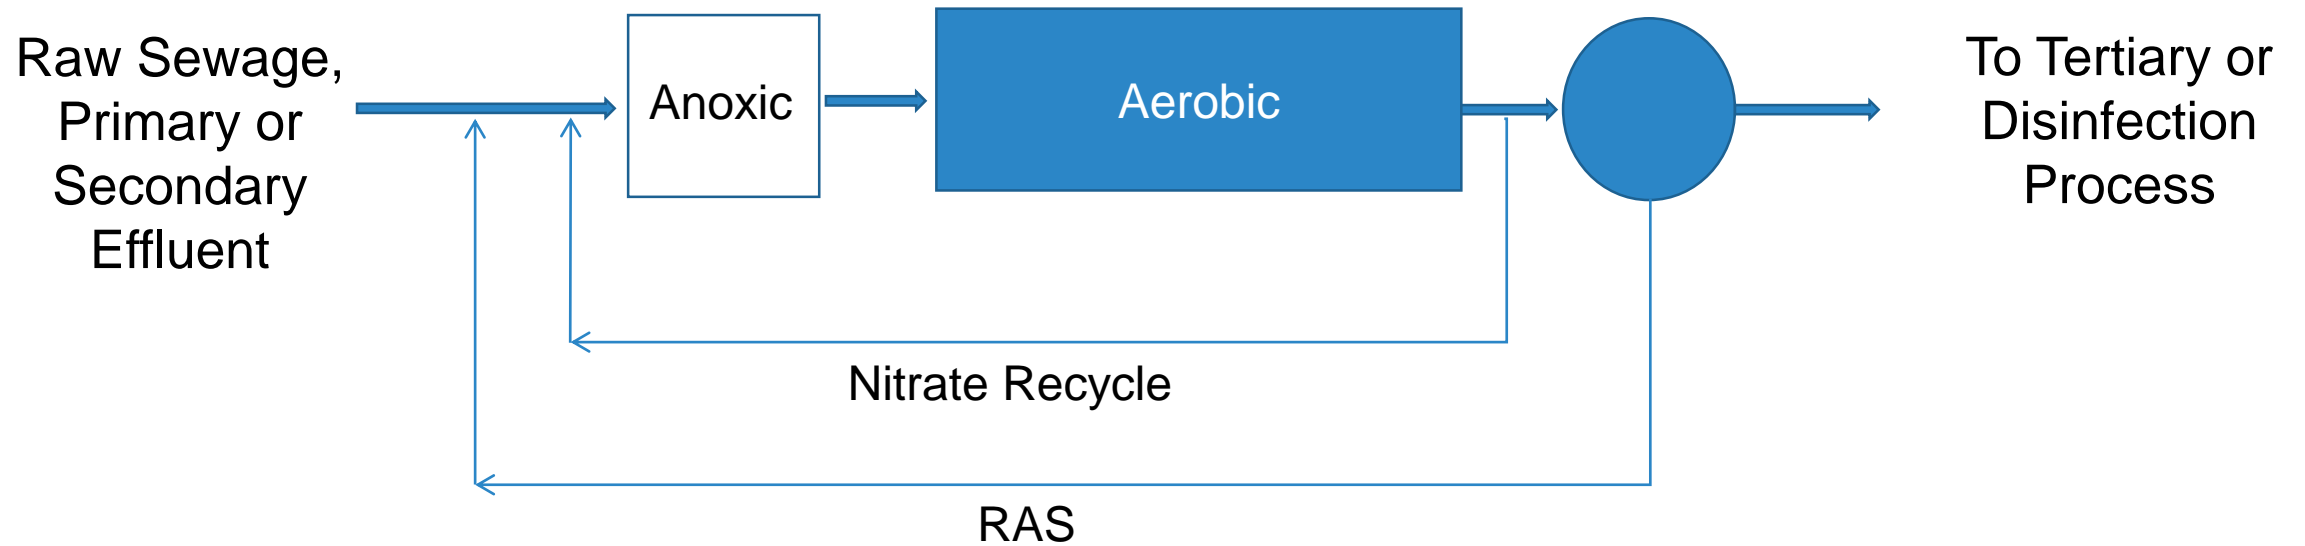 Raw Sewage,
Primary or
Secondary
Effluent
Anoxic
Aerobic
To Tertiary or
Disinfection
Process
Nitrate Recycle
RAS